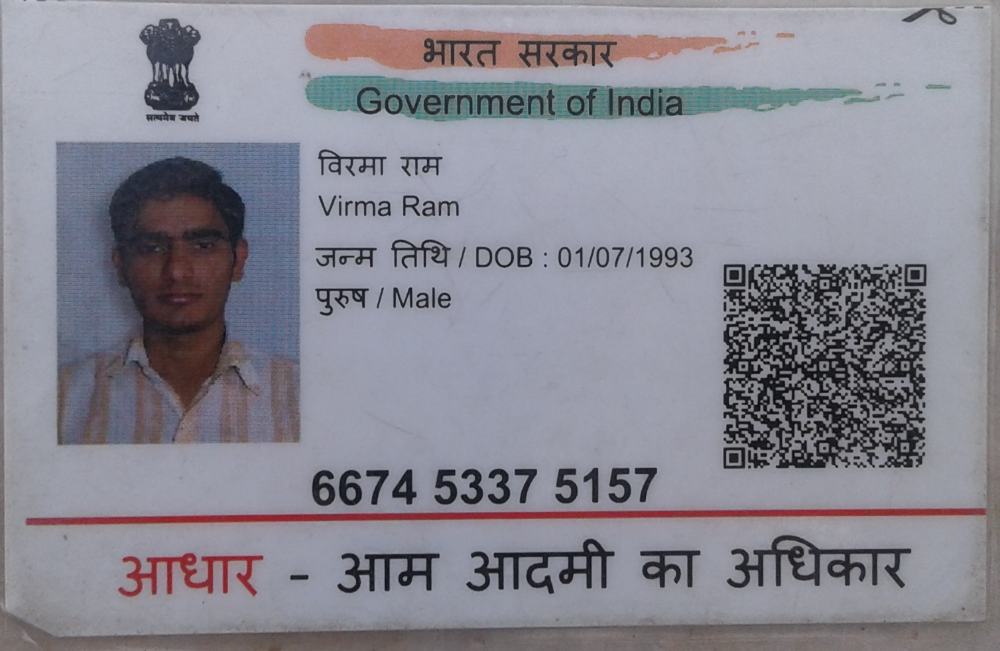 भारत सरकार
Government of India
सत्यमेव जयते
विरमा राम
Virma Ram
जन्म तिथि / DOB : 01/07/1993
पुरुष / Male
6674 5337 5157
आधार - आम आदमी का अधिकार